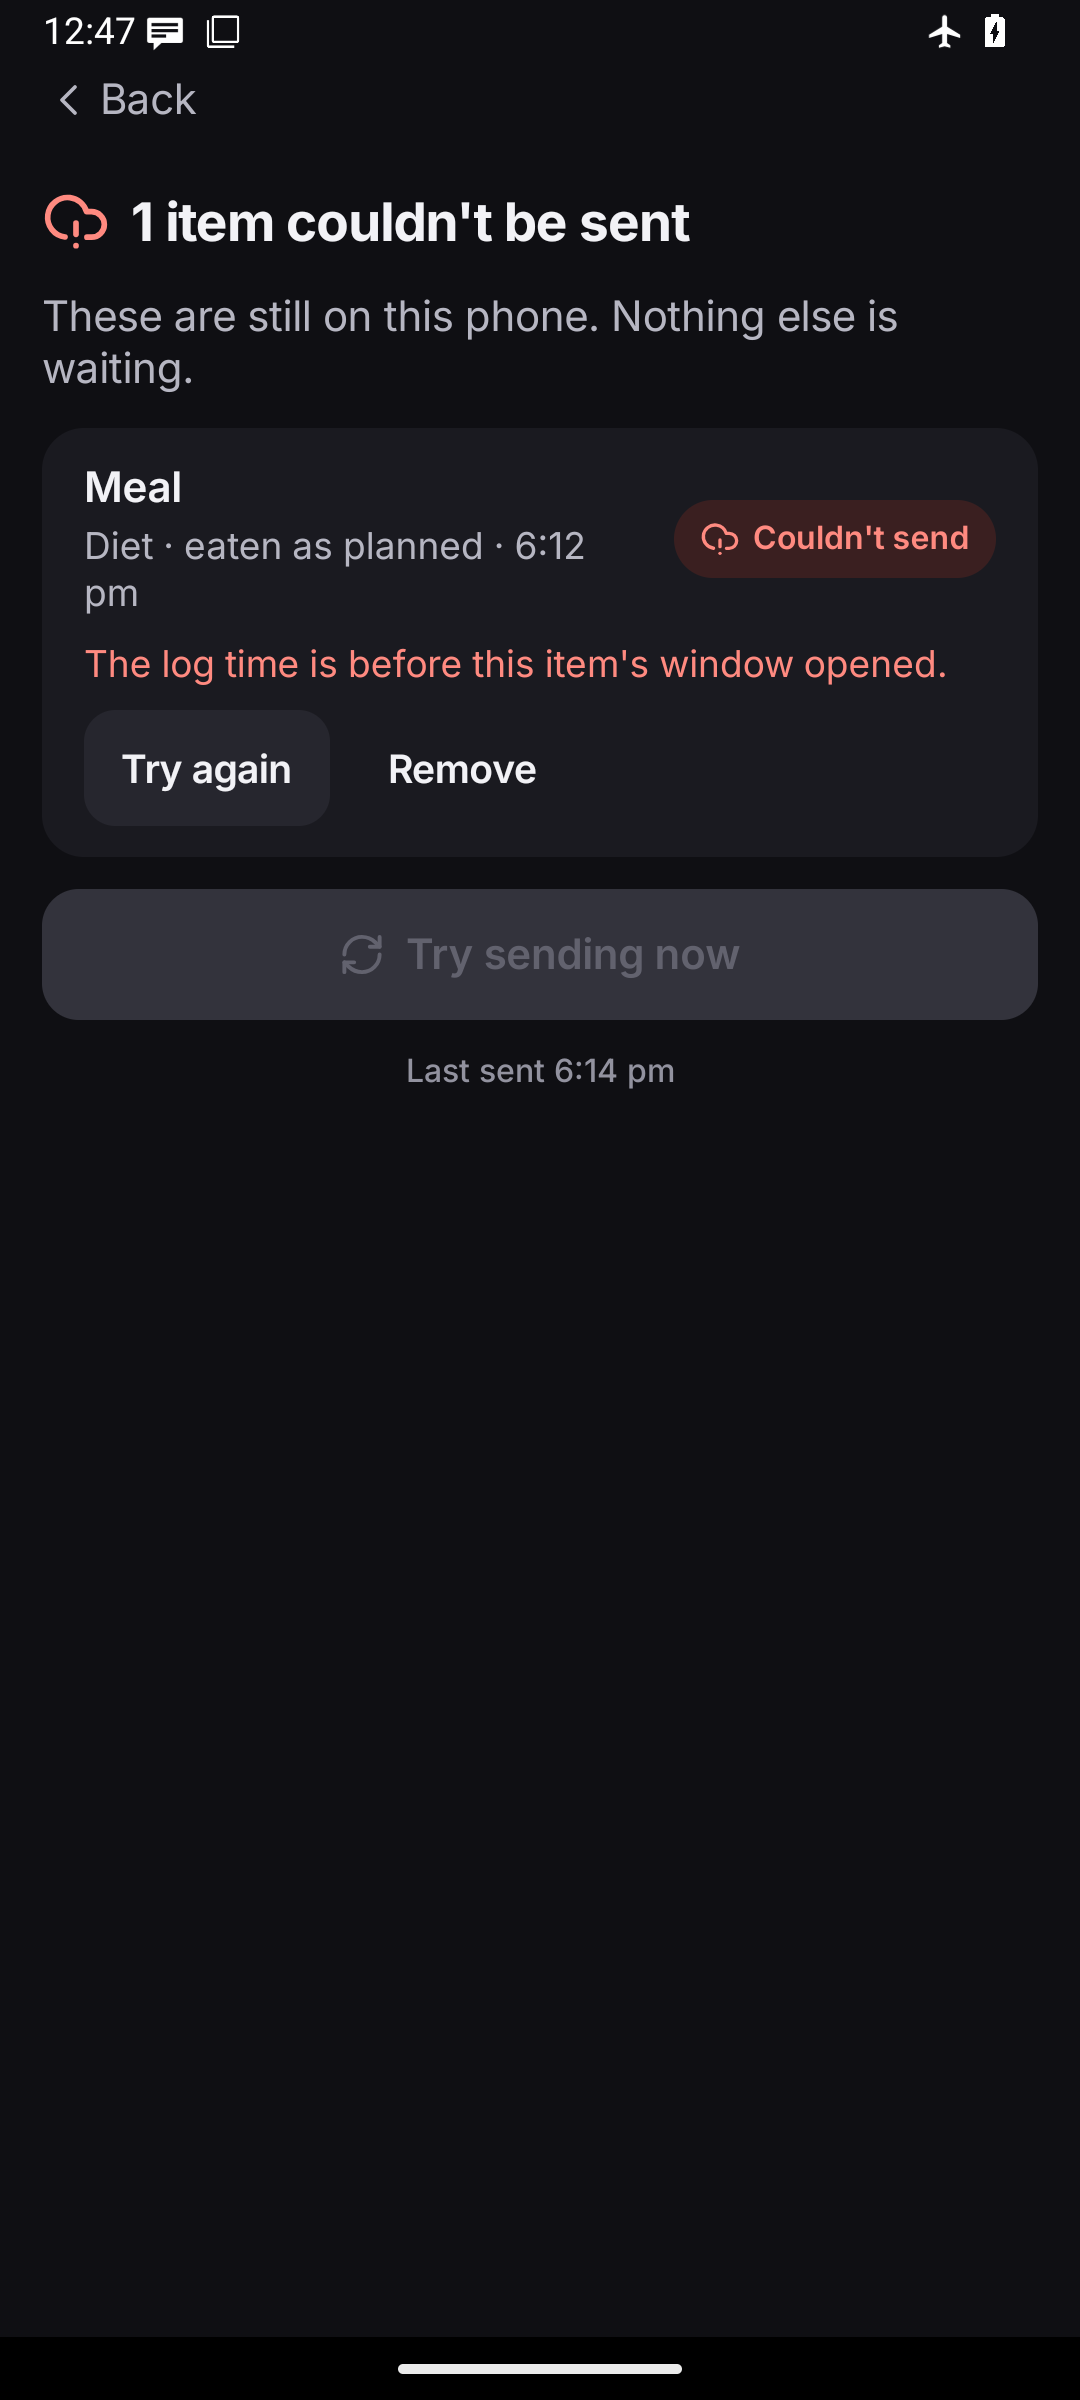 12:47
Back
1 item couldn't be sent
These are still on this phone. Nothing else is
waiting.
Meal
Diet · eaten as planned · 6:12
pm
Couldn't send
The log time is before this item's window opened.
Try again
Remove
Try sending now
Last sent 6:14 pm